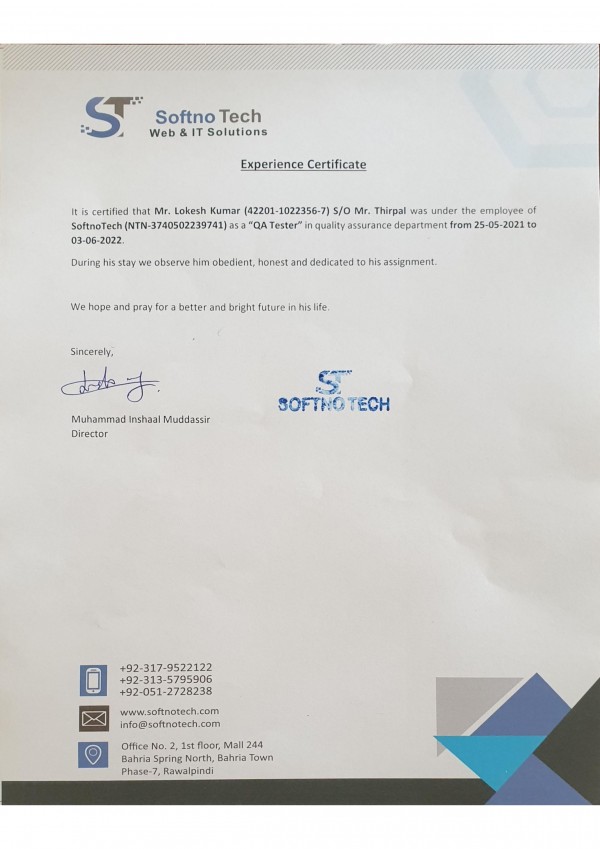 ST
Softno Tech
Web & IT Solutions
Experience Certificate
It is certified that Mr. Lokesh Kumar (42201-1022356-7) S/O Mr. Thirpal was under the employee of
SoftnoTech (NTN-3740502239741) as a “QA Tester” in quality assurance department from 25-05-2021 to
03-06-2022.
During his stay we observe him obedient, honest and dedicated to his assignment.
We hope and pray for a better and bright future in his life.
Sincerely,
Muhammad Inshaal Muddassir
Director
ST
SOFTNO TECH
+92-317-9522122
+92-313-5795906
+92-051-2728238
www.softnotech.com
info@softnotech.com
Office No. 2, 1st floor, Mall 244
Bahria Spring North, Bahria Town
Phase-7, Rawalpindi